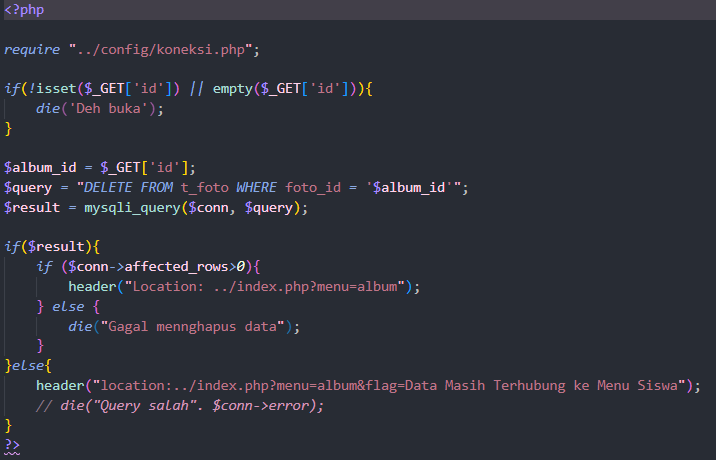 <?php
require "../config/koneksi.php";
if(!isset($_GET['id']) || empty($_GET['id'])){
die('Deh buka');
}
$album_id = $_GET['id'];
$query = "DELETE FROM t_foto WHERE foto_id = '$album_id'";
$result = mysqli_query($conn, $query);
if($result){
if ($conn->affected_rows>0){
header("Location: ../index.php?menu=album");
} else {
die("Gagal mennghapus data");
}
}else{
header("location:../index.php?menu=album&flag=Data Masih Terhubung ke Menu Siswa");
// die("Query salah". $conn->error);
}
?>